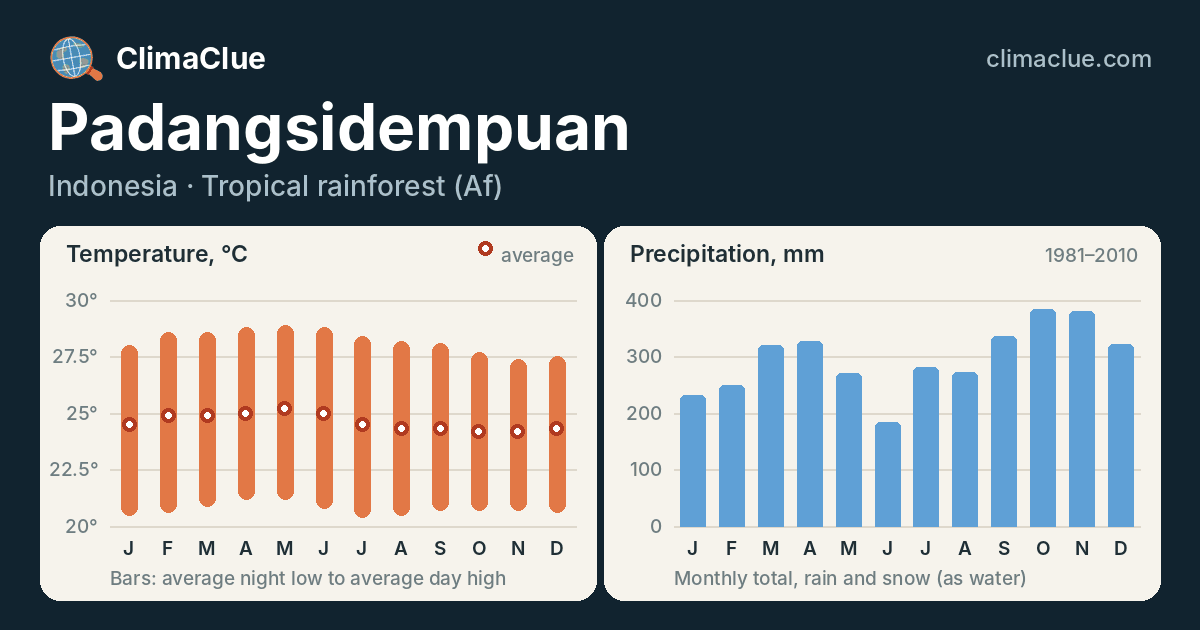 ClimaClue
climaclue.com
Padangsidempuan
Indonesia · Tropical rainforest (Af)
Temperature, °C
average
30°
27.5°
25°
22.5°
20°
J F M A M J J A S O N D
Bars: average night low to average day high
Precipitation, mm
1981–2010
400
300
200
100
0
J F M A M J J A S O N D
Monthly total, rain and snow (as water)